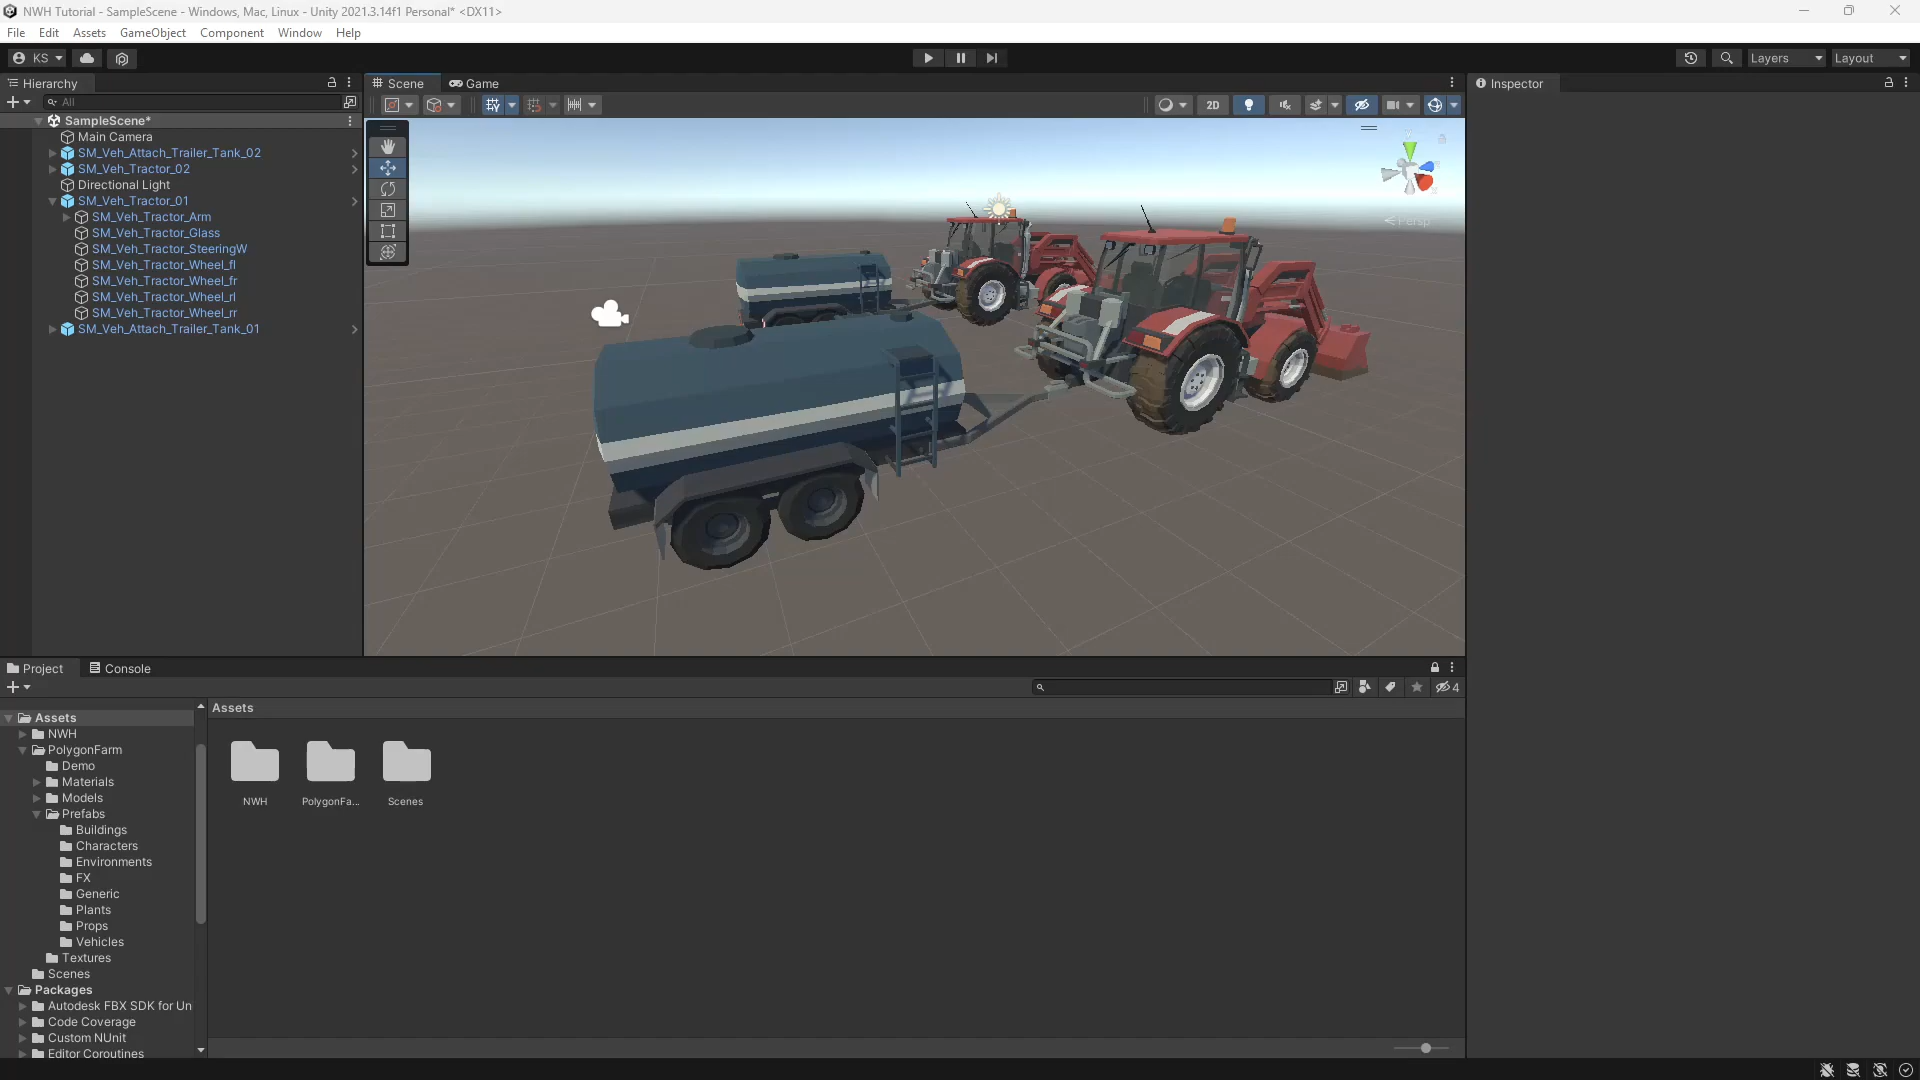 NWH Tutorial - SampleScene - Windows, Mac, Linux - Unity 2021.3.14f1 Personal* <DX11>
File Edit Assets GameObject Component Window Help
KS
Layers
Layout
Hierarchy
All
SampleScene*
Main Camera
SM_Veh_Attach_Trailer_Tank_02
SM_Veh_Tractor_02
Directional Light
SM_Veh_Tractor_01
SM_Veh_Tractor_Arm
SM_Veh_Tractor_Glass
SM_Veh_Tractor_SteeringW
SM_Veh_Tractor_Wheel_fl
SM_Veh_Tractor_Wheel_fr
SM_Veh_Tractor_Wheel_rl
SM_Veh_Tractor_Wheel_rr
SM_Veh_Attach_Trailer_Tank_01
Scene
Game
2D
Persp
Inspector
Project
Console
4
Assets
NWH
PolygonFarm
Demo
Materials
Models
Prefabs
Buildings
Characters
Environments
FX
Generic
Plants
Props
Vehicles
Textures
Scenes
Packages
Autodesk FBX SDK for Un
Code Coverage
Custom NUnit
Editor Coroutines
Assets
NWH
PolygonFa...
Scenes